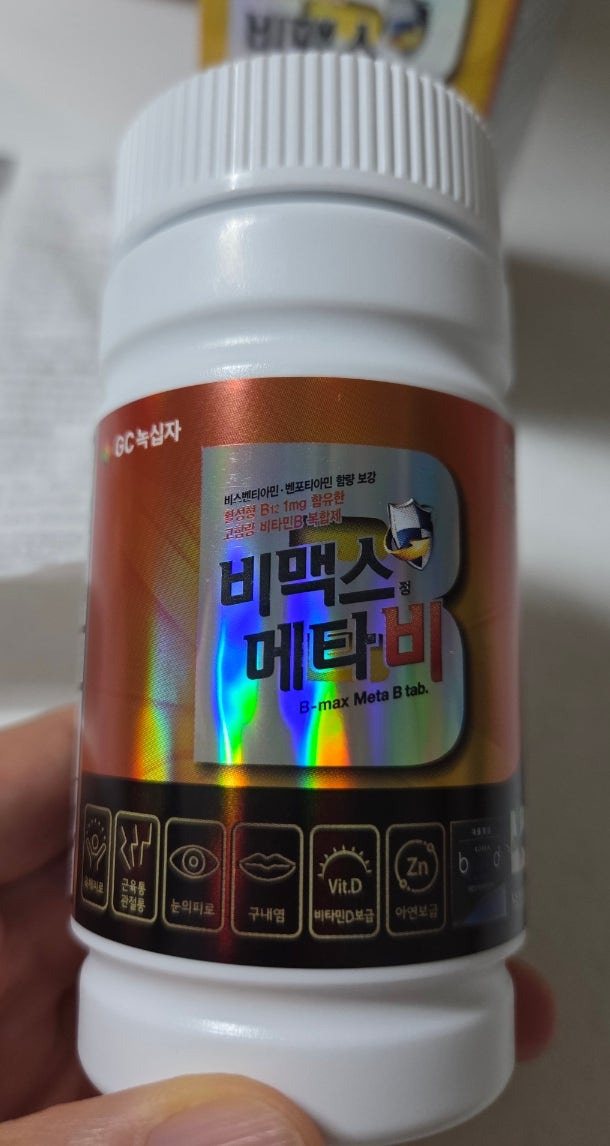 비맥스
GC녹십자
비스벤티아민·벤포티아민 함량 보강
활성형 B12 1mg 함유한
고함량 비타민B 복합제
비맥스 정
메타비
B-max Meta B tab.
육체피로
근육통
관절통
눈의피로
구내염
Vit.D
비타민D보급
Zn
아연보급